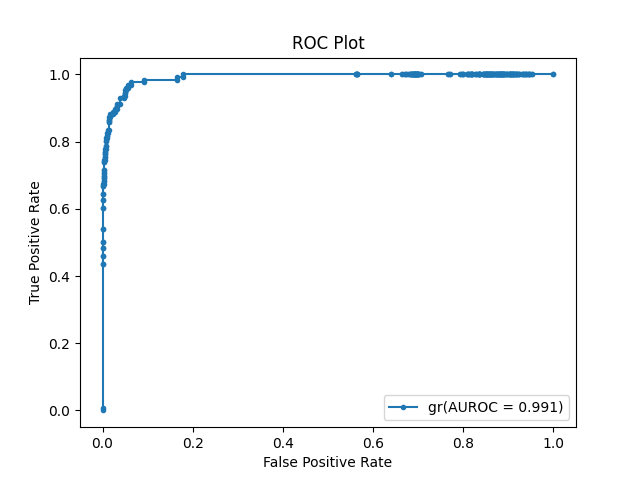 ROC Plot
True Positive Rate
1.0
0.8
0.6
0.4
0.2
0.0
gr(AUROC = 0.991)
0.0 0.2 0.4 0.6 0.8 1.0
False Positive Rate